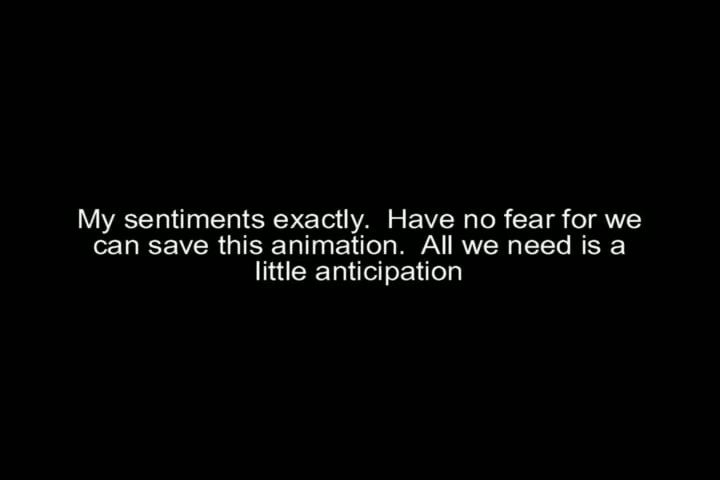 My sentiments exactly.  Have no fear for we
can save this animation.  All we need is a
little anticipation